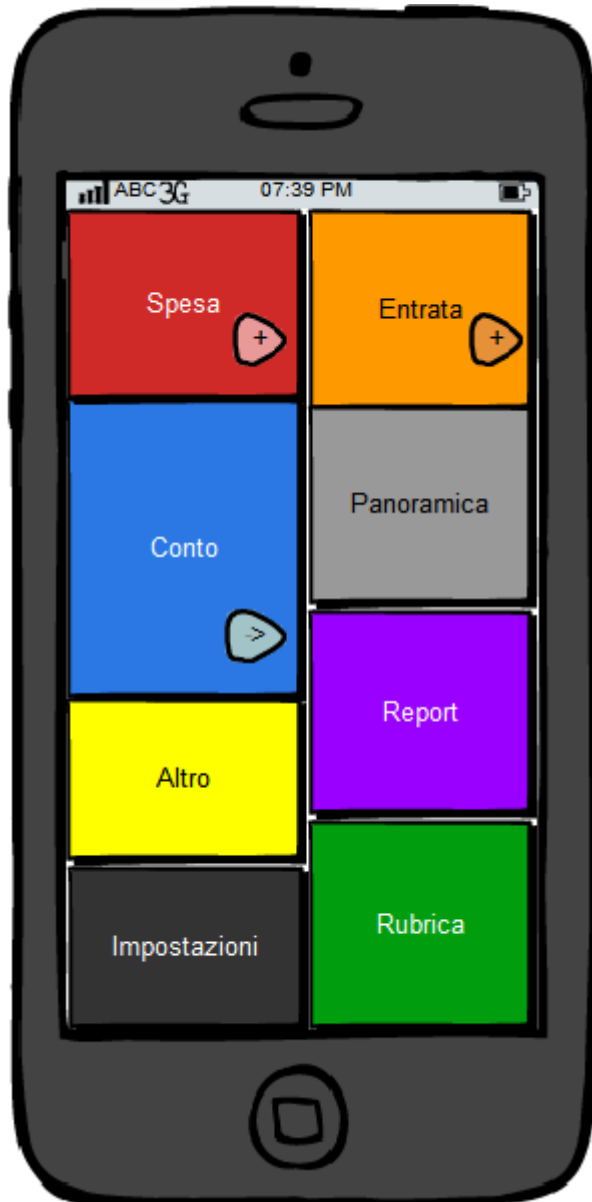 ABC 3G 07:39 PM
Spesa
+
Entrata
+
Conto
->
Panoramica
Altro
Report
Impostazioni
Rubrica